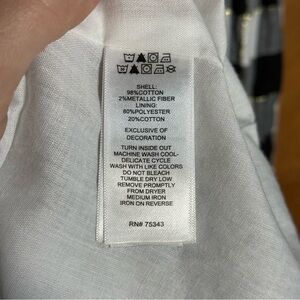 SHELL:
98%COTTON
2%METALLIC FIBER
LINING:
80%POLYESTER
20%COTTON
EXCLUSIVE OF
DECORATION
TURN INSIDE OUT
MACHINE WASH COOL-
DELICATE CYCLE
WASH WITH LIKE COLORS
DO NOT BLEACH
TUMBLE DRY LOW
REMOVE PROMPTLY
FROM DRYER
MEDIUM IRON
IRON ON REVERSE
RN# 75343